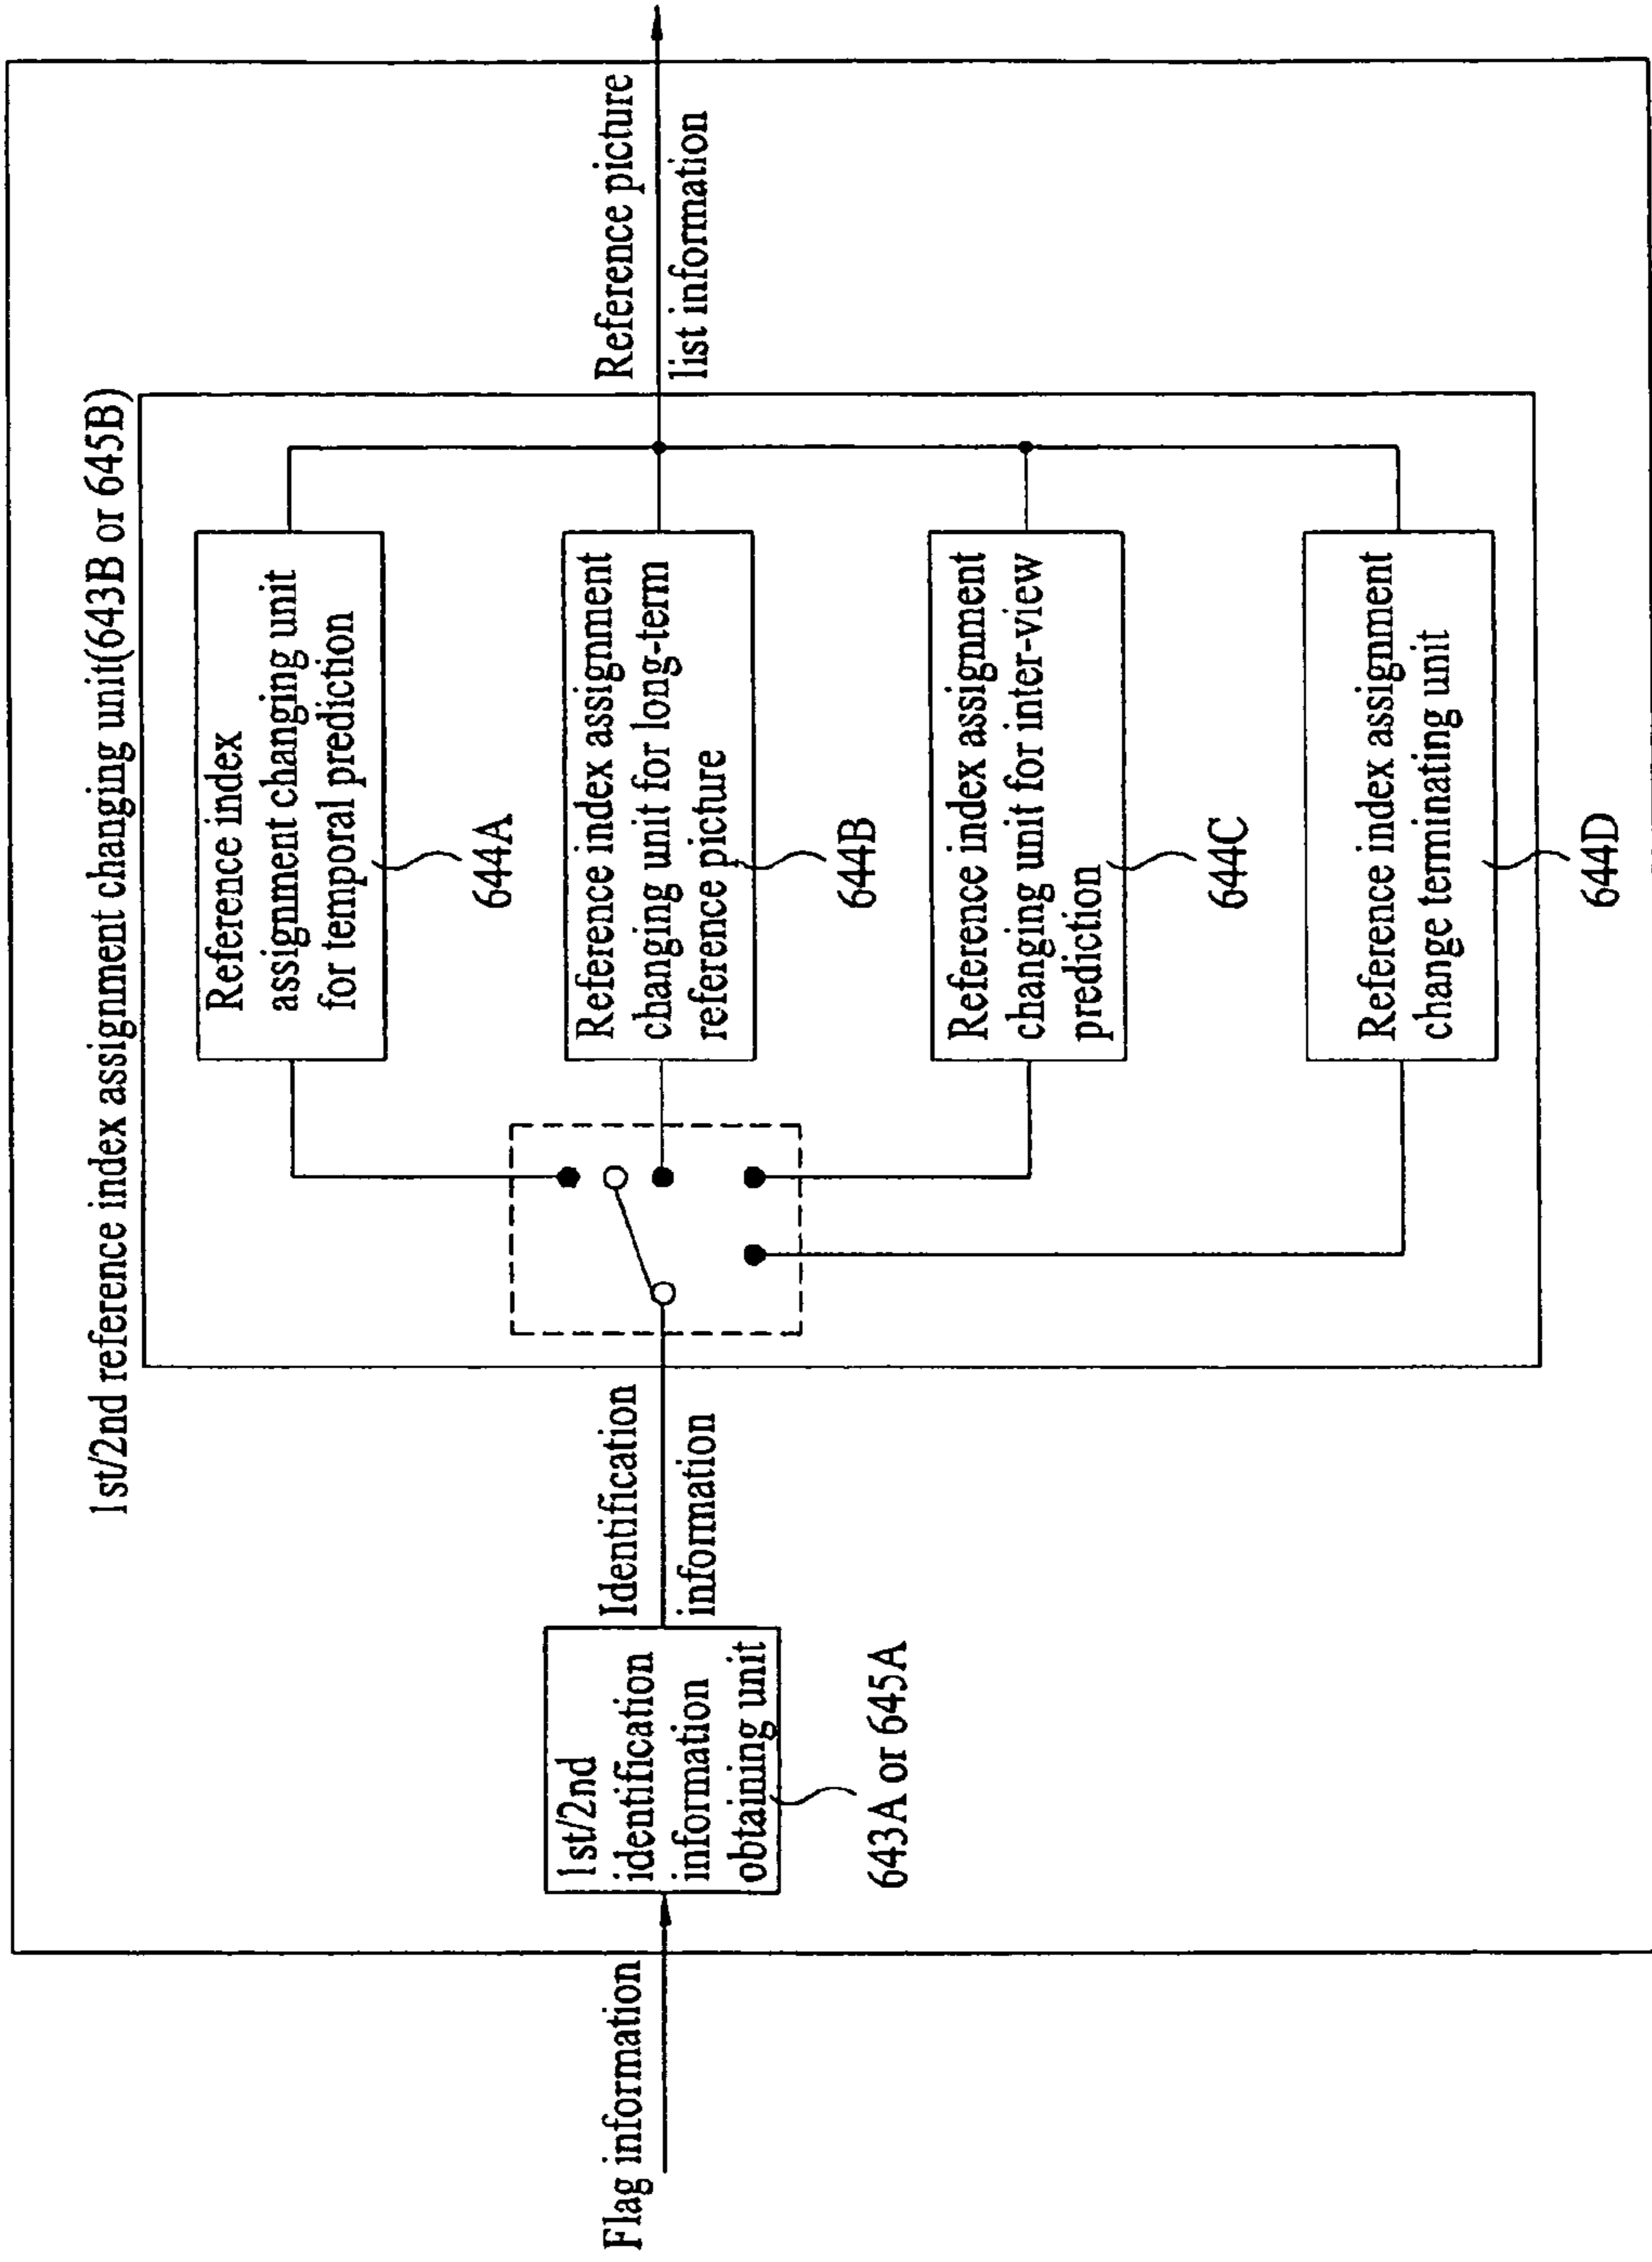 1st/2nd reference index assignment changing unit(643B or 645B)
Flag information
1st/2nd
identification
information
obtaining unit
643A or 645A
Identification
information
Reference index
assignment changing unit
for temporal prediction
644A
Reference index assignment
changing unit for long-term
reference picture
644B
Reference index assignment
changing unit for inter-view
prediction
644C
Reference index assignment
change terminating unit
644D
Reference picture
list information